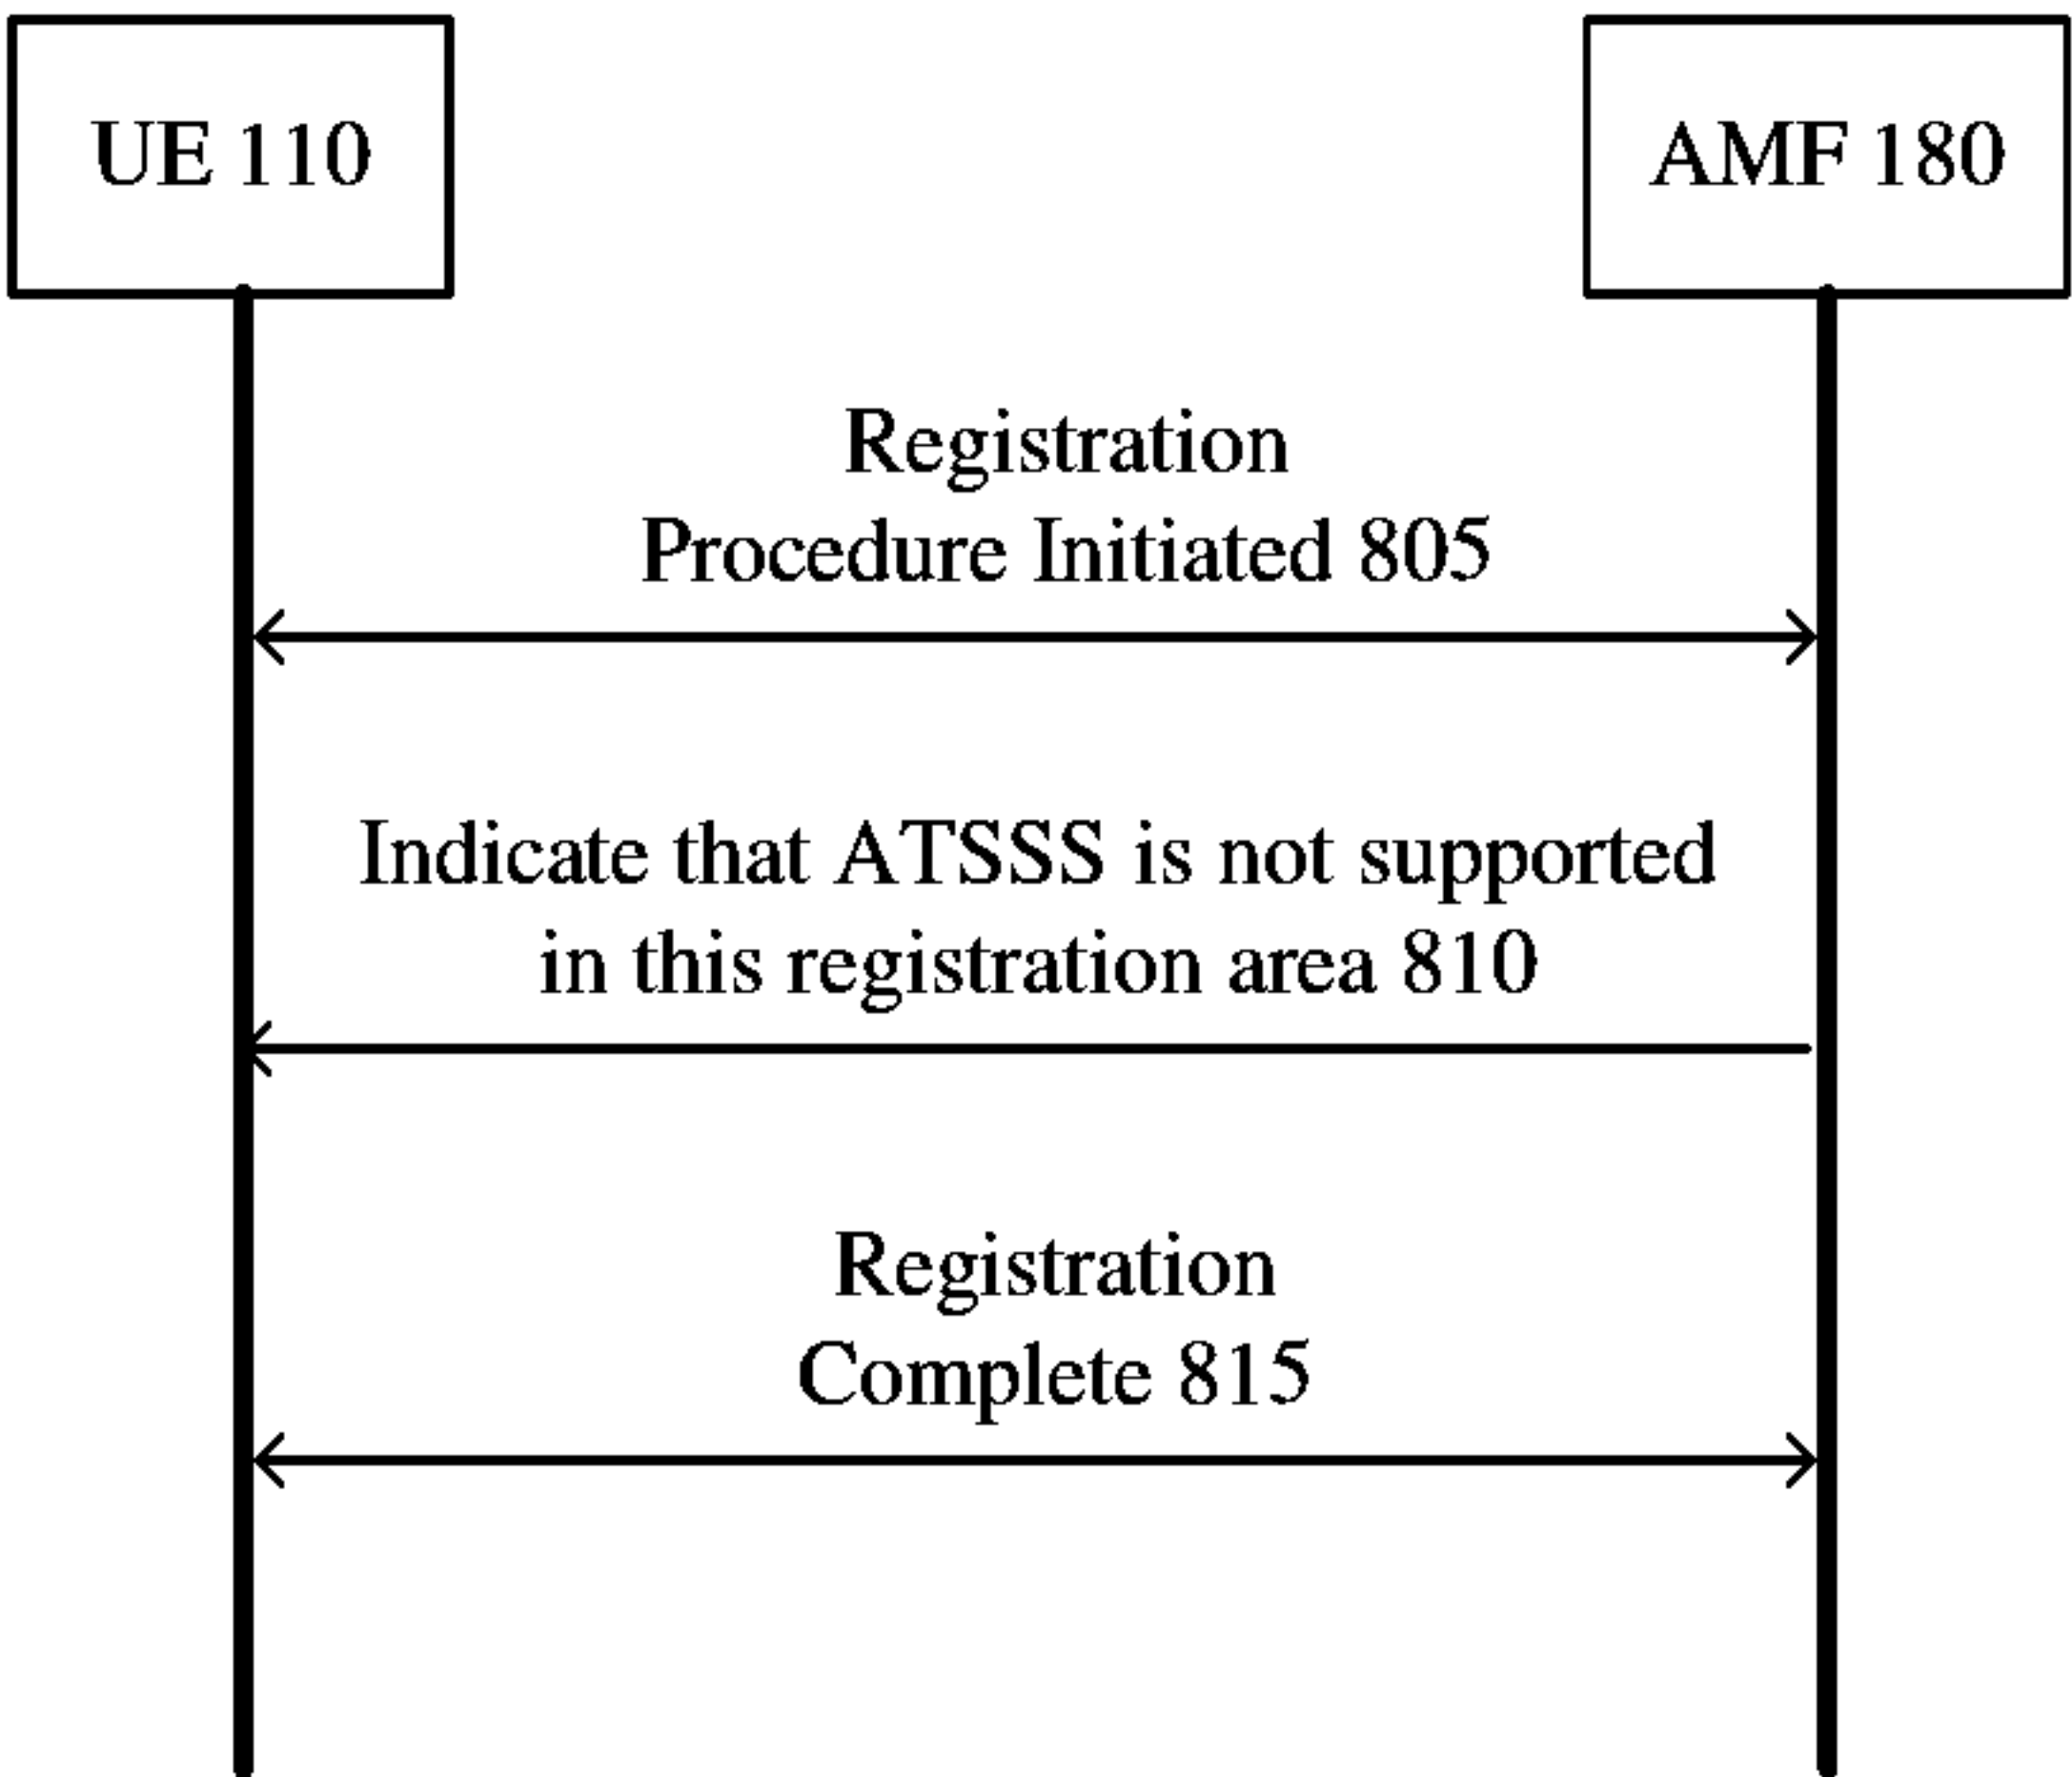 UE 110
AMF 180
Registration
Procedure Initiated 805
Indicate that ATSSS is not supported
in this registration area 810
Registration
Complete 815